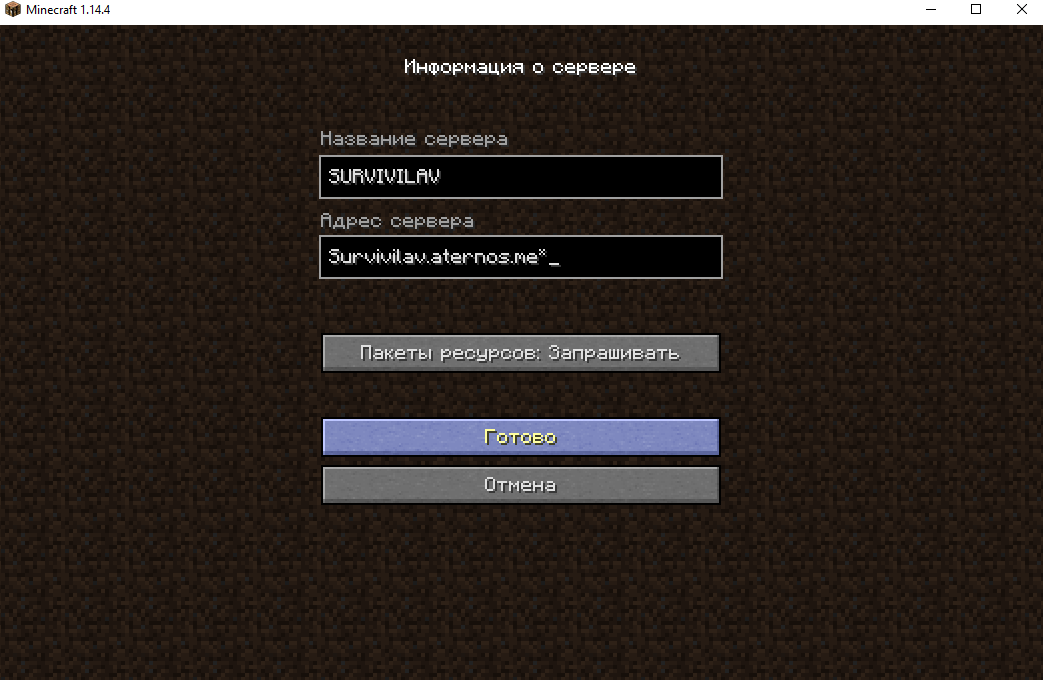 Minecraft 1.14.4
Информация о сервере
Название сервера
SURVIVILAV
Адрес сервера
Survivilav.aternos.me*_
Пакеты ресурсов: Запрашивать
Готово
Отмена